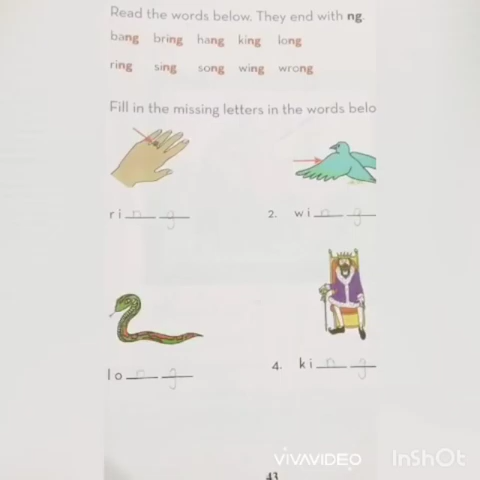 Read the words below. They end with ng.
bang bring hang king long
ring sing song wing wrong
Fill in the missing letters in the words belo
ri n g
2. wi n g
lo n g
4. ki n g
VIVAVIDEO InShOt
43